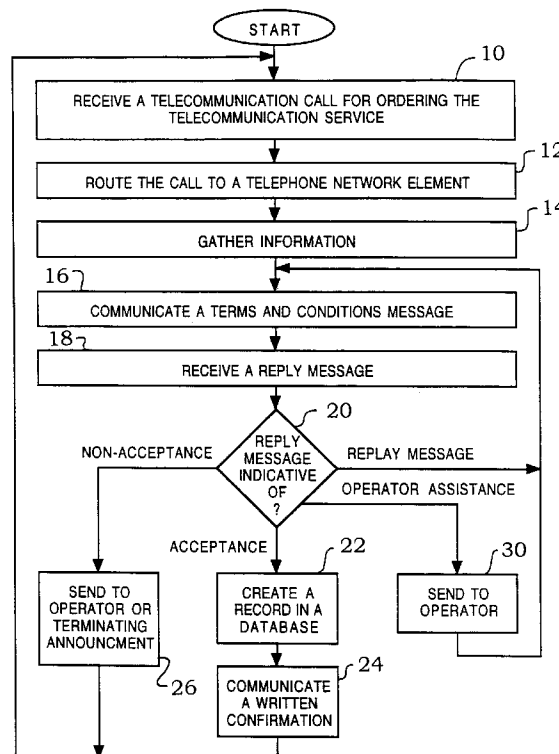 START
10
RECEIVE A TELECOMMUNICATION CALL FOR ORDERING THE
TELECOMMUNICATION SERVICE
12
ROUTE THE CALL TO A TELEPHONE NETWORK ELEMENT
14
GATHER INFORMATION
16
COMMUNICATE A TERMS AND CONDITIONS MESSAGE
18
RECEIVE A REPLY MESSAGE
20
NON-ACCEPTANCE
REPLY
MESSAGE
INDICATIVE
OF
?
REPLAY MESSAGE
OPERATOR ASSISTANCE
ACCEPTANCE
22
30
SEND TO
OPERATOR OR
TERMINATING
ANNOUNCMENT
26
CREATE A
RECORD IN A
DATABASE
SEND TO
OPERATOR
24
COMMUNICATE
A WRITTEN
CONFIRMATION